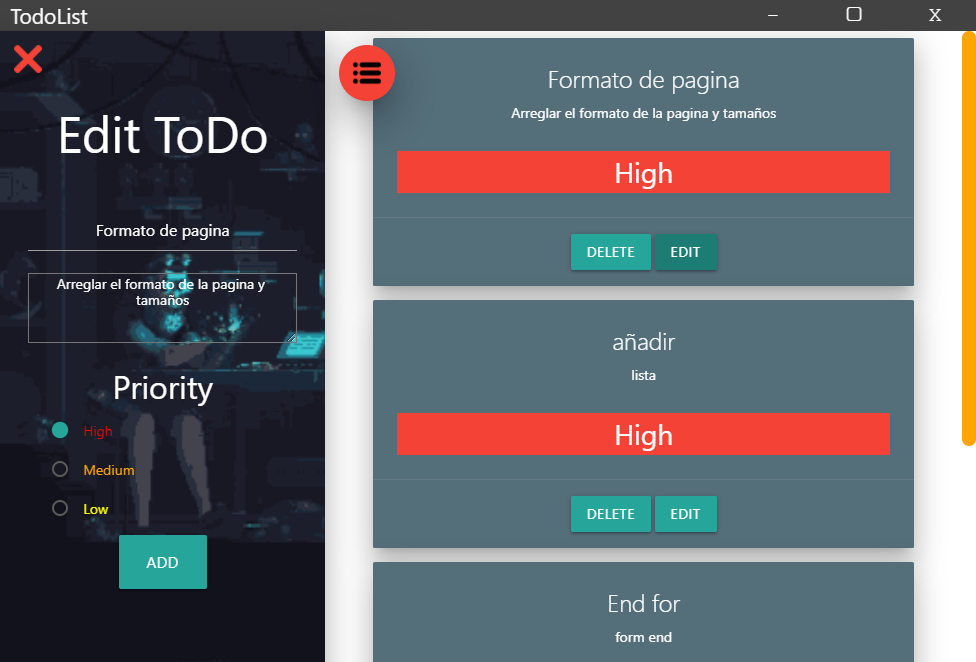 TodoList
Edit ToDo
Formato de pagina
Arreglar el formato de la pagina y
tamaños
Priority
High
Medium
Low
ADD
Formato de pagina
Arreglar el formato de la pagina y tamaños
High
DELETE EDIT
añadir
lista
High
DELETE EDIT
End for
form end